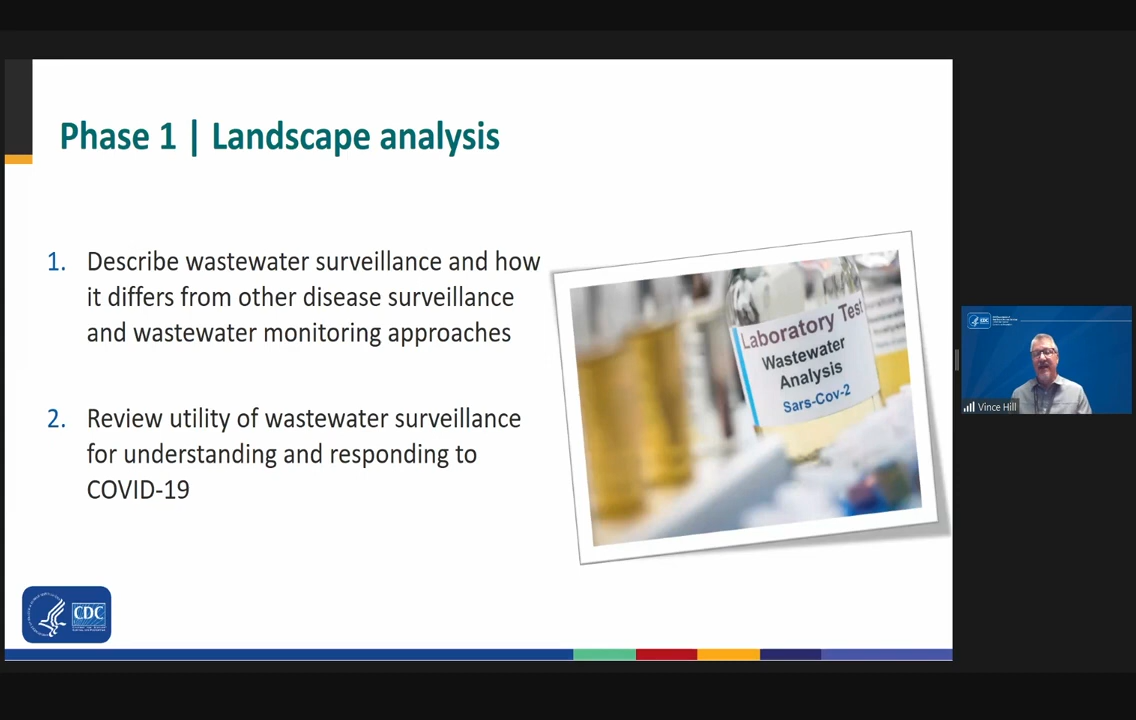 Phase 1 | Landscape analysis
1. Describe wastewater surveillance and how
it differs from other disease surveillance
and wastewater monitoring approaches
2. Review utility of wastewater surveillance
for understanding and responding to
COVID-19
Laboratory Test
Wastewater
Analysis
Sars-Cov-2
CDC
CDC
Vince Hill